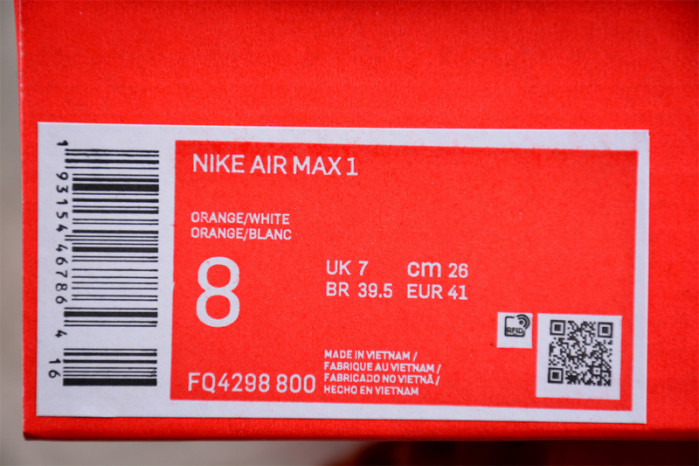 NIKE AIR MAX 1
ORANGE/WHITE
ORANGE/BLANC
8
UK 7 cm 26
BR 39.5 EUR 41
RFID
MADE IN VIETNAM /
FABRIQUE AU VIETNAM /
FABRICADO NO VIETNÃ /
HECHO EN VIETNAM
FQ4298 800
1 93154 46786 4
16